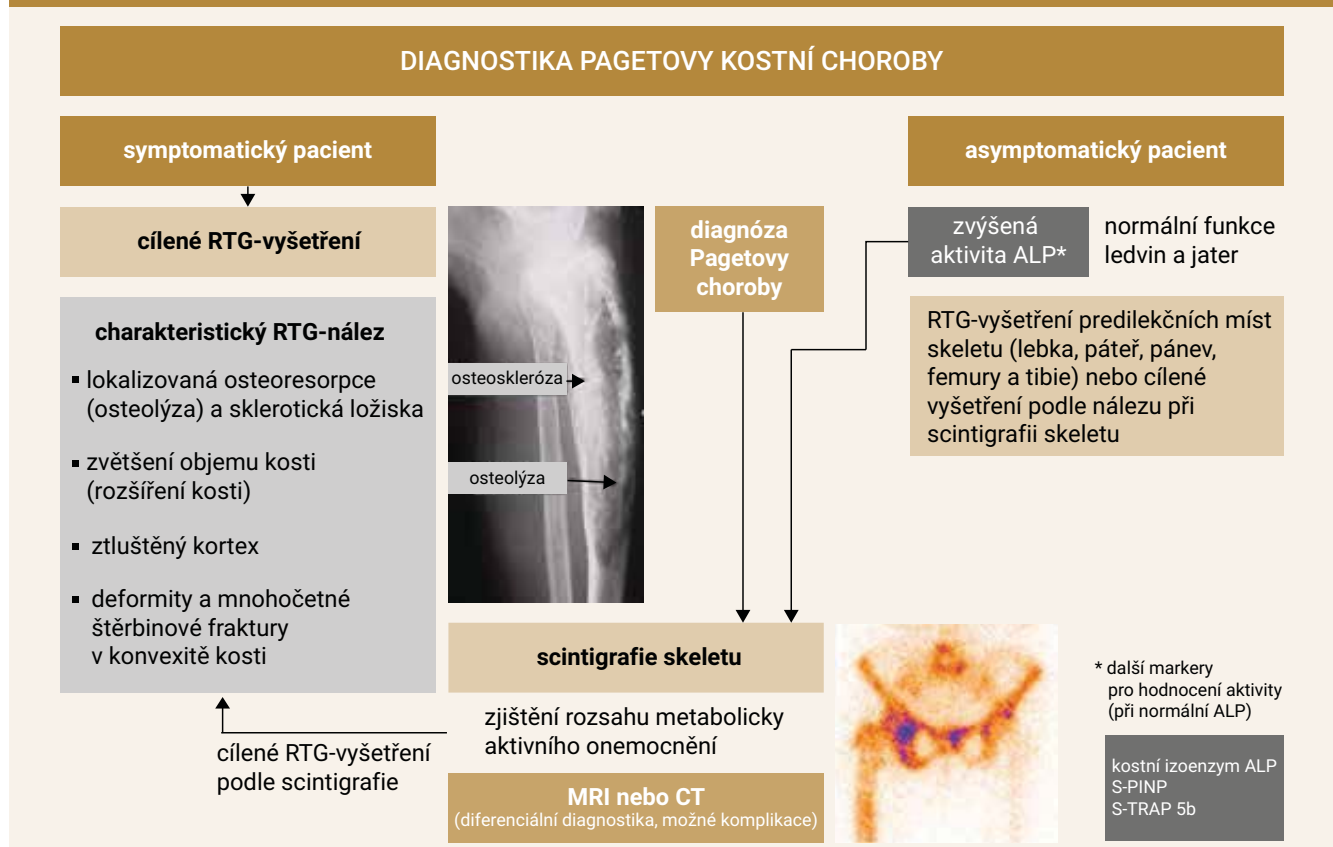 DIAGNOSTIKA PAGETOVY KOSTNÍ CHOROBY
symptomatický pacient
cílené RTG-vyšetření
charakteristický RTG-nález
▪ lokalizovaná osteoresorpce
(osteolýza) a sklerotická ložiska
▪ zvětšení objemu kosti
(rozšíření kosti)
▪ ztluštěný kortex
▪ deformity a mnohočetné
štěrbinové fraktury
v konvexitě kosti
cílené RTG-vyšetření
podle scintigrafie
osteoskleróza
osteolýza
diagnóza
Pagetovy
choroby
scintigrafie skeletu
zjištění rozsahu metabolicky
aktivního onemocnění
MRI nebo CT
(diferenciální diagnostika, možné komplikace)
asymptomatický pacient
zvýšená
aktivita ALP*
normální funkce
ledvin a jater
RTG-vyšetření predilekčních míst
skeletu (lebka, páteř, pánev,
femury a tibie) nebo cílené
vyšetření podle nálezu při
scintigrafii skeletu
* další markery
pro hodnocení aktivity
(při normální ALP)
kostní izoenzym ALP
S-PINP
S-TRAP 5b